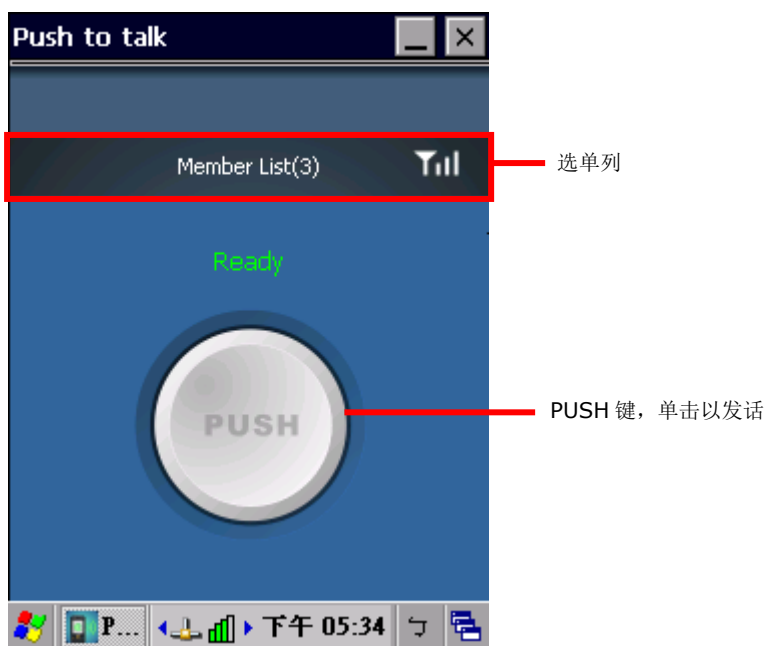 Push to talk
Member List(3)
选单列
Ready
PUSH
PUSH 键，单击以发话
P... 下午 05:34 ㄅ